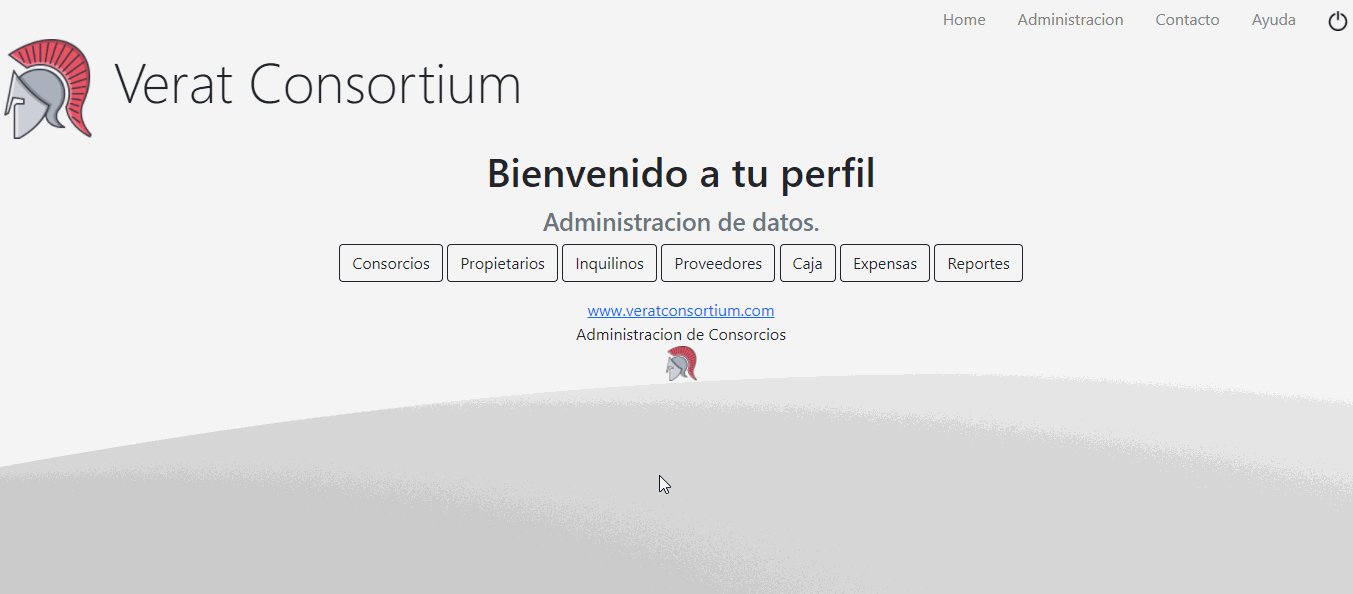 Home Administracion Contacto Ayuda
Verat Consortium
Bienvenido a tu perfil
Administracion de datos.
Consorcios Propietarios Inquilinos Proveedores Caja Expensas Reportes
www.veratconsortium.com
Administracion de Consorcios